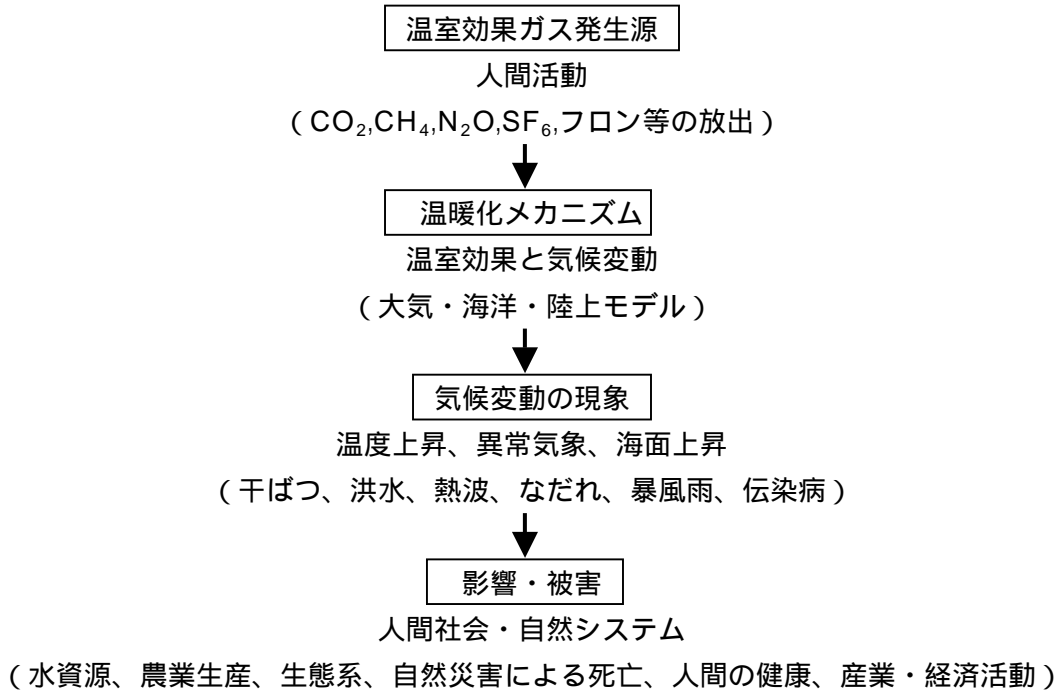 温室効果ガス発生源
人間活動
（CO₂,CH₄,N₂O,SF₆,フロン等の放出）
温暖化メカニズム
温室効果と気候変動
（大気・海洋・陸上モデル）
気候変動の現象
温度上昇、異常気象、海面上昇
（干ばつ、洪水、熱波、なだれ、暴風雨、伝染病）
影響・被害
人間社会・自然システム
（水資源、農業生産、生態系、自然災害による死亡、人間の健康、産業・経済活動）